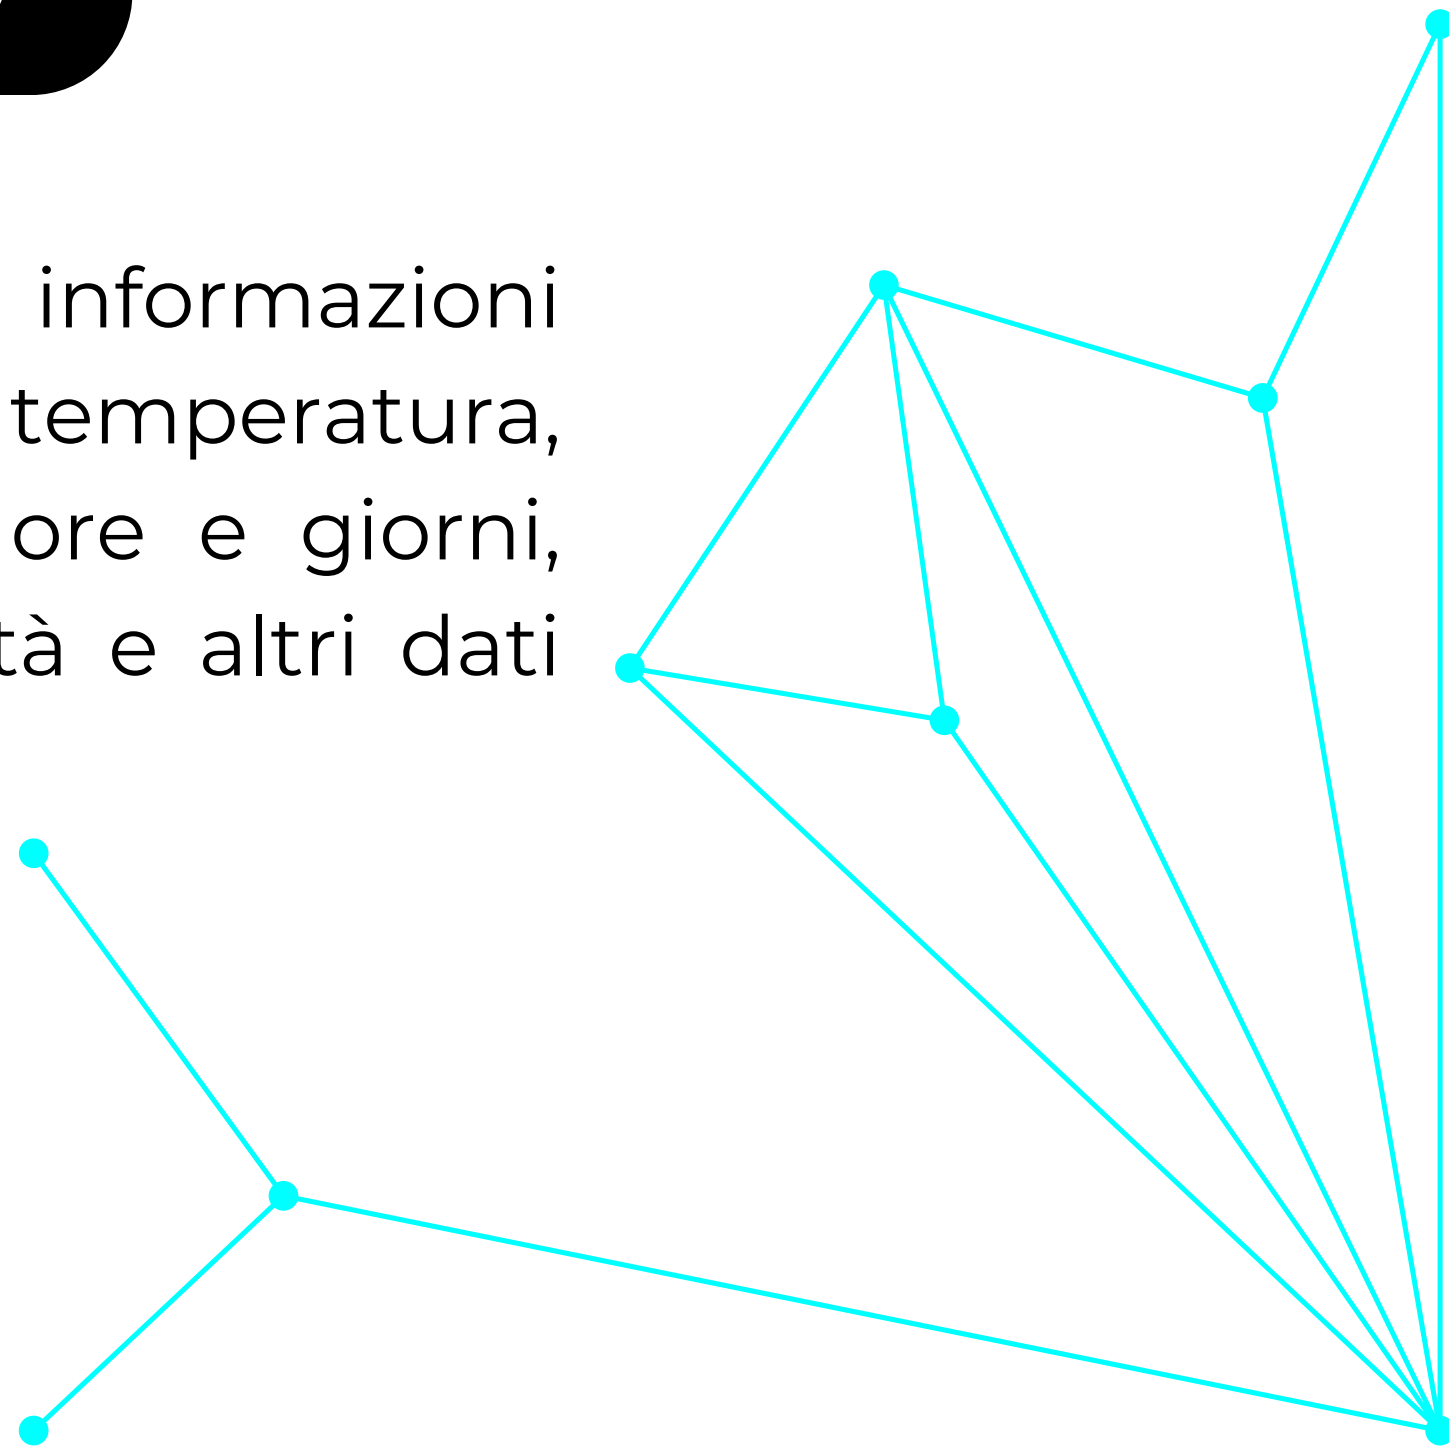 informazioni
temperatura,
ore e giorni,
tà e altri dati